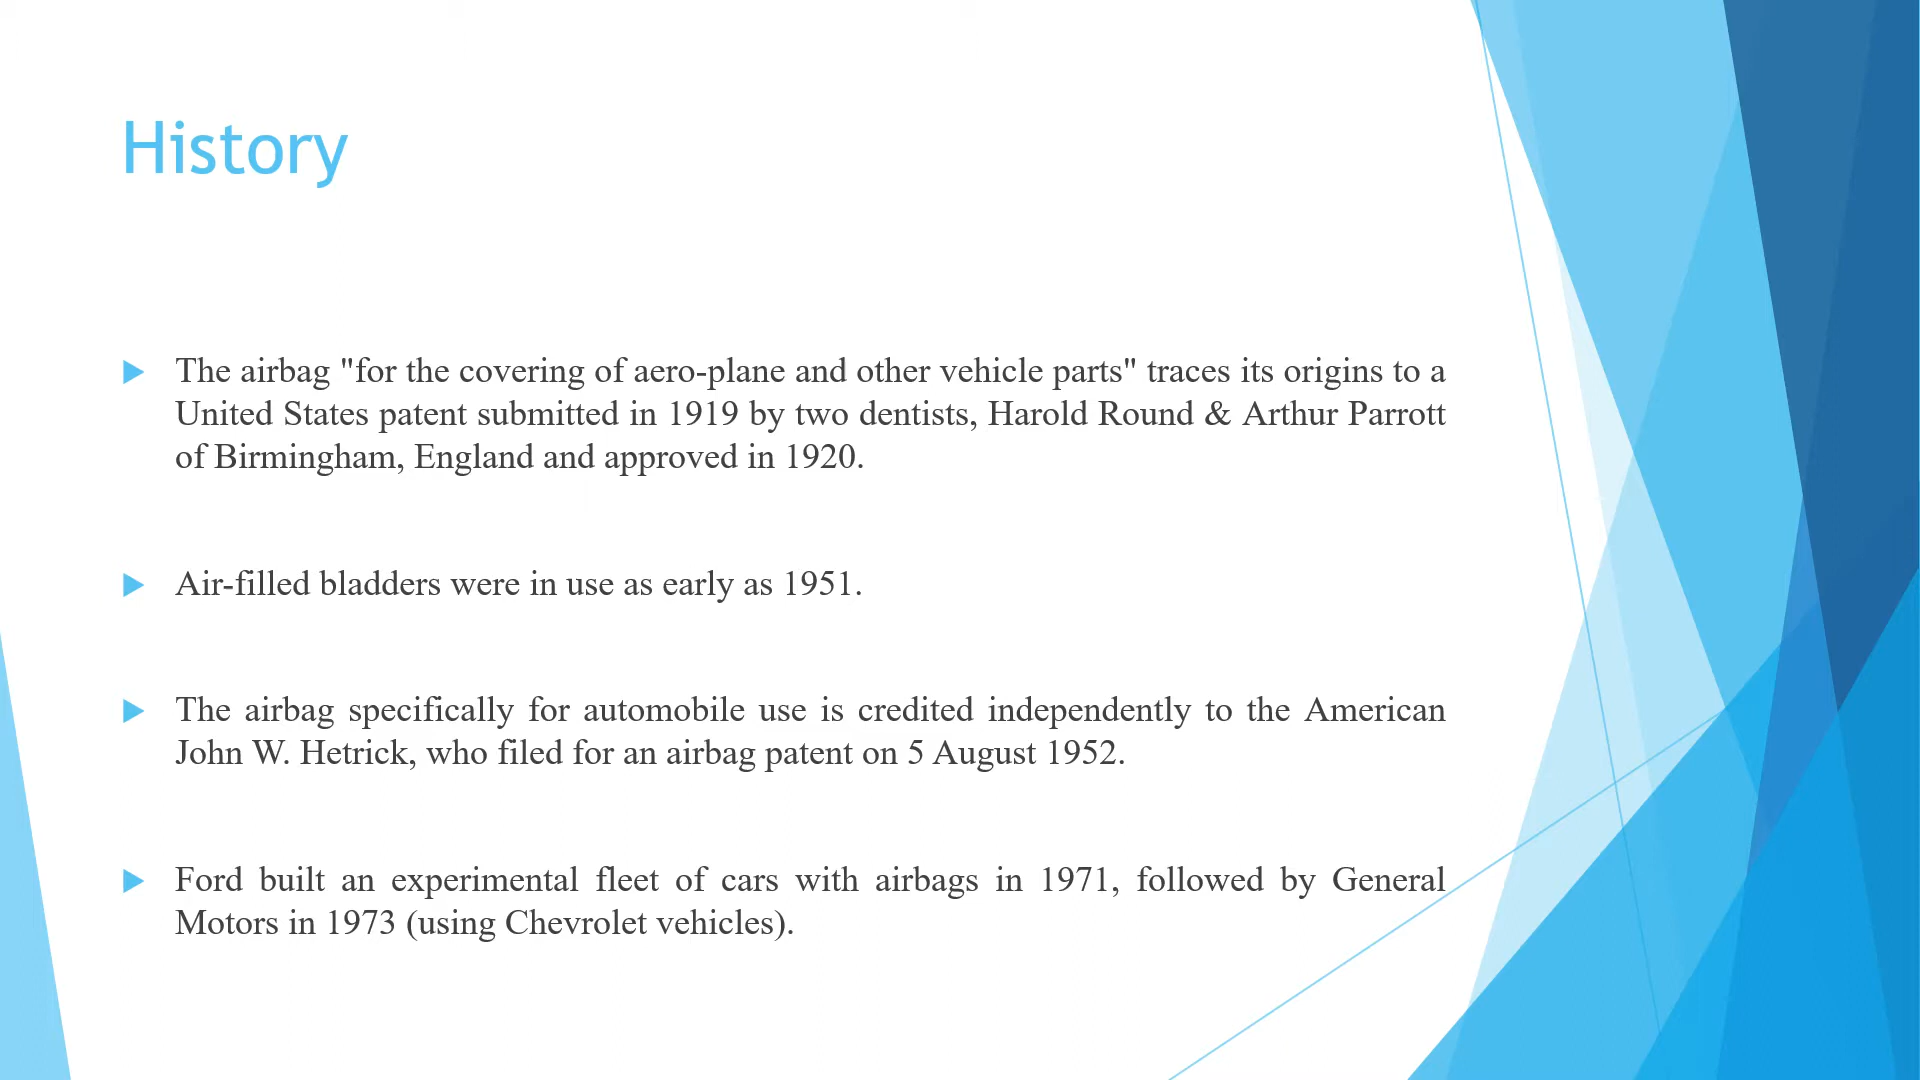 History
The airbag "for the covering of aero-plane and other vehicle parts" traces its origins to a
United States patent submitted in 1919 by two dentists, Harold Round & Arthur Parrott
of Birmingham, England and approved in 1920.
Air-filled bladders were in use as early as 1951.
The airbag specifically for automobile use is credited independently to the American
John W. Hetrick, who filed for an airbag patent on 5 August 1952.
Ford built an experimental fleet of cars with airbags in 1971, followed by General
Motors in 1973 (using Chevrolet vehicles).